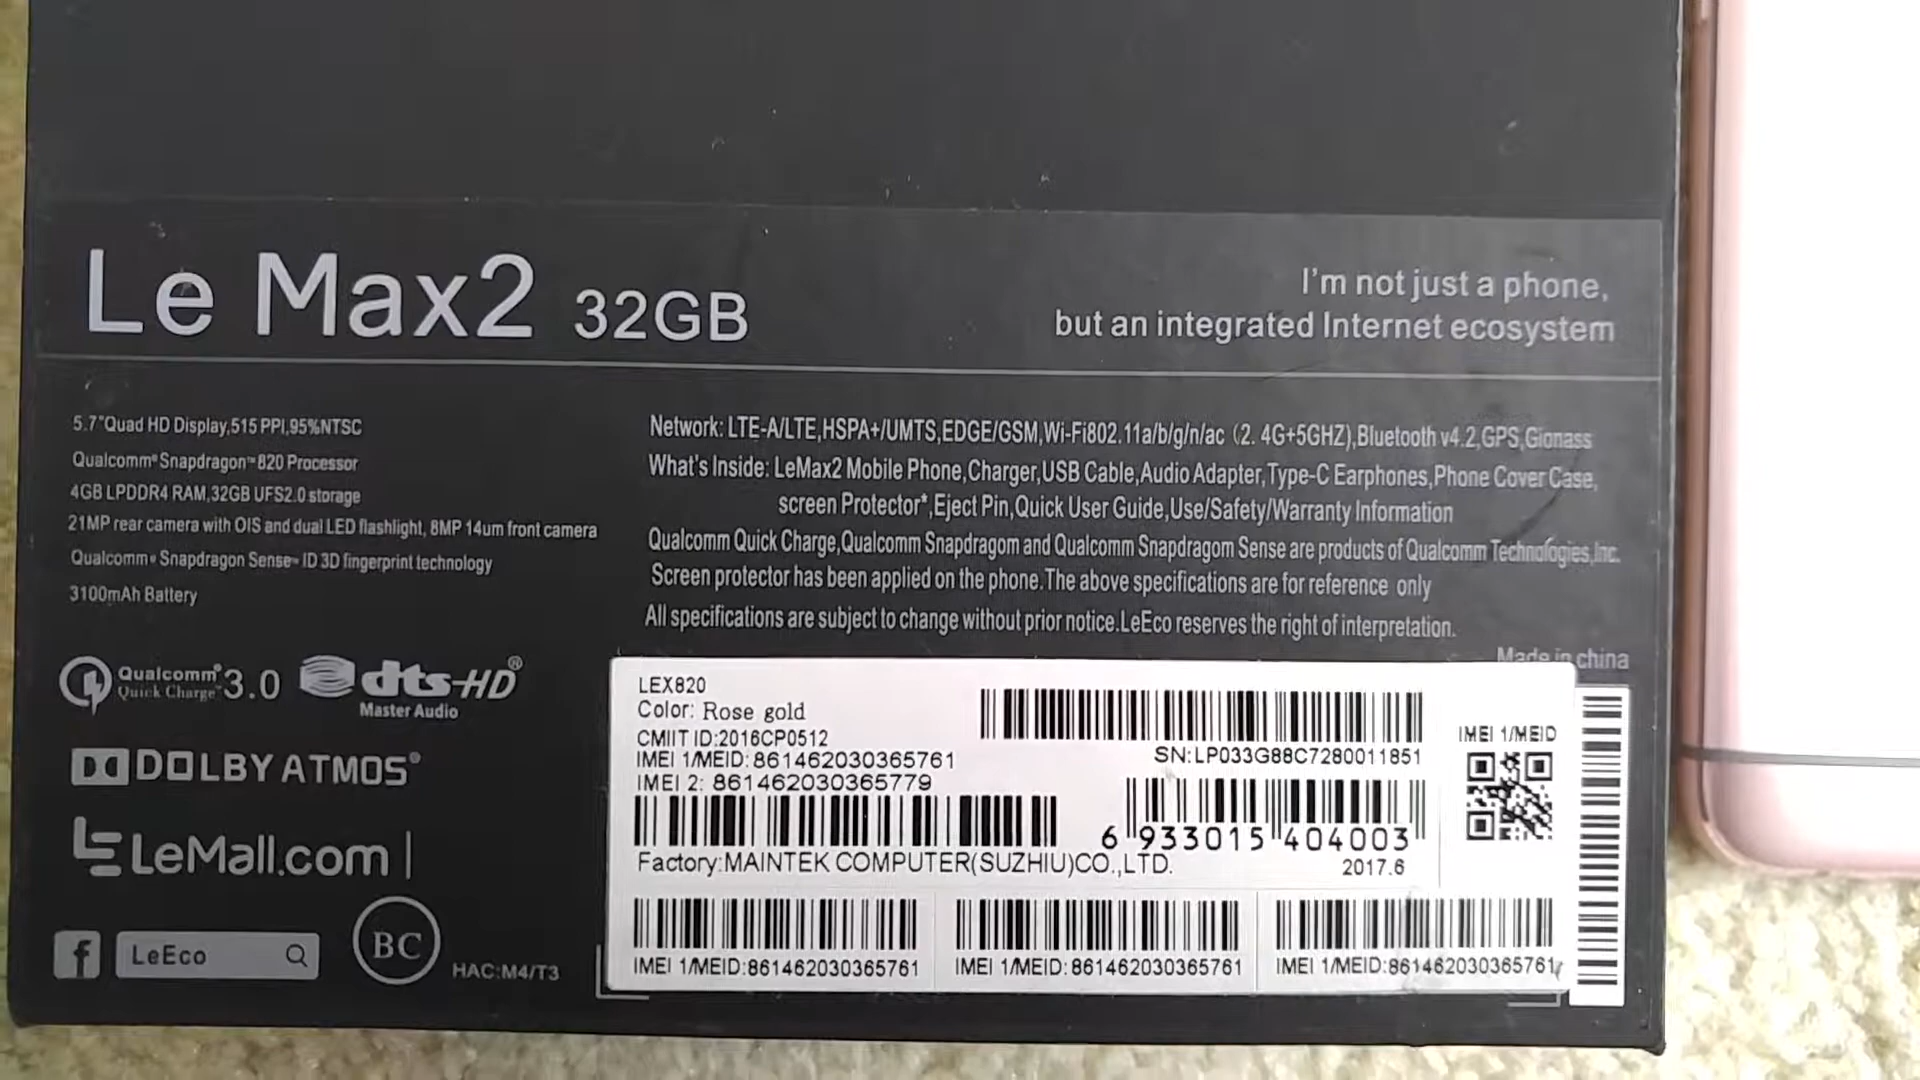 Le Max2 32GB
I'm not just a phone,
but an integrated Internet ecosystem
5.7"Quad HD Display,515 PPI,95%NTSC
Qualcomm® Snapdragon™ 820 Processor
4GB LPDDR4 RAM,32GB UFS2.0 storage
21MP rear camera with OIS and dual LED flashlight, 8MP 14um front camera
Qualcomm® Snapdragon Sense™ ID 3D fingerprint technology
3100mAh Battery
Network: LTE-A/LTE,HSPA+/UMTS,EDGE/GSM,Wi-Fi802.11a/b/g/n/ac (2. 4G+5GHZ),Bluetooth v4.2,GPS,Glonass
What's Inside: LeMax2 Mobile Phone,Charger,USB Cable,Audio Adapter,Type-C Earphones,Phone Cover Case,
screen Protector*,Eject Pin,Quick User Guide,Use/Safety/Warranty Information
Qualcomm Quick Charge,Qualcomm Snapdragom and Qualcomm Snapdragom Sense are products of Qualcomm Technologies,Inc.
Screen protector has been applied on the phone.The above specifications are for reference only
All specifications are subject to change without prior notice.LeEco reserves the right of interpretation.
Made in china
Qualcomm® Quick Charge™ 3.0
dts-HD®
Master Audio
DOLBY ATMOS®
LeMall.com
f LeEco
BC
HAC:M4/T3
LEX820
Color: Rose gold
CMIIT ID:2016CP0512
IMEI 1/MEID: 861462030365761
IMEI 2: 861462030365779
SN:LP033G88C7280011851
IMEI 1/MEID
6 933015 404003
Factory:MAINTEK COMPUTER(SUZHIU)CO.,LTD.
2017.6
IMEI 1/MEID:861462030365761
IMEI 1/MEID:861462030365761
IMEI 1/MEID:861462030365761